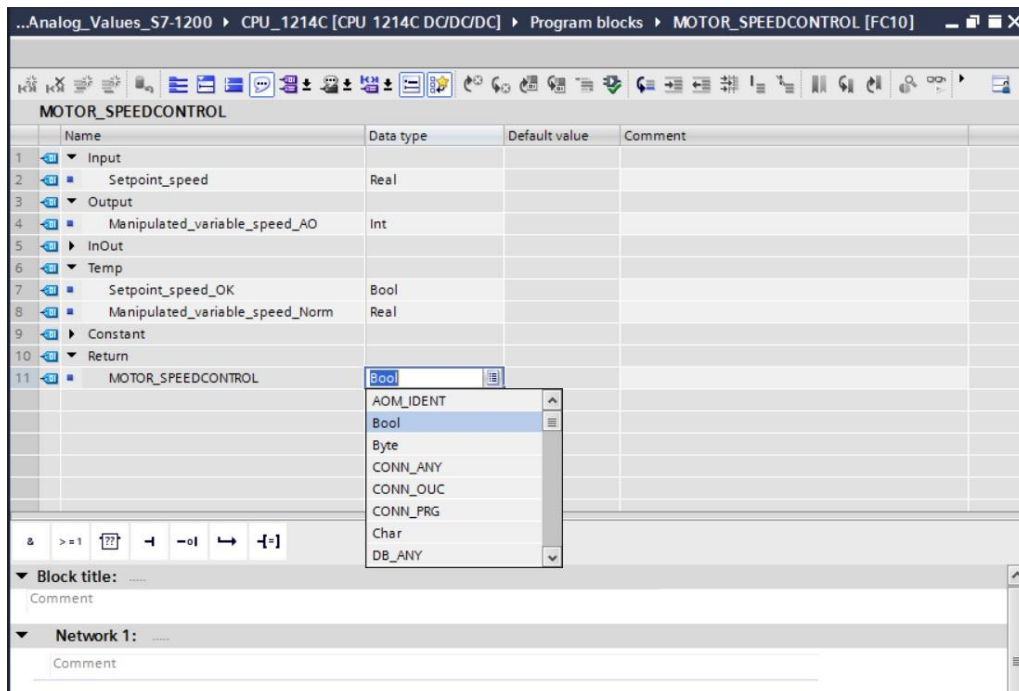 ...Analog_Values_S7-1200 ▸ CPU_1214C [CPU 1214C DC/DC/DC] ▸ Program blocks ▸ MOTOR_SPEEDCONTROL [FC10]
MOTOR_SPEEDCONTROL
Name Data type Default value Comment
1 Input
2 Setpoint_speed Real
3 Output
4 Manipulated_variable_speed_AO Int
5 InOut
6 Temp
7 Setpoint_speed_OK Bool
8 Manipulated_variable_speed_Norm Real
9 Constant
10 Return
11 MOTOR_SPEEDCONTROL Bool
AOM_IDENT
Bool
Byte
CONN_ANY
CONN_OUC
CONN_PRG
Char
DB_ANY
& >=1 ??
Block title: .....
Comment
Network 1: .....
Comment